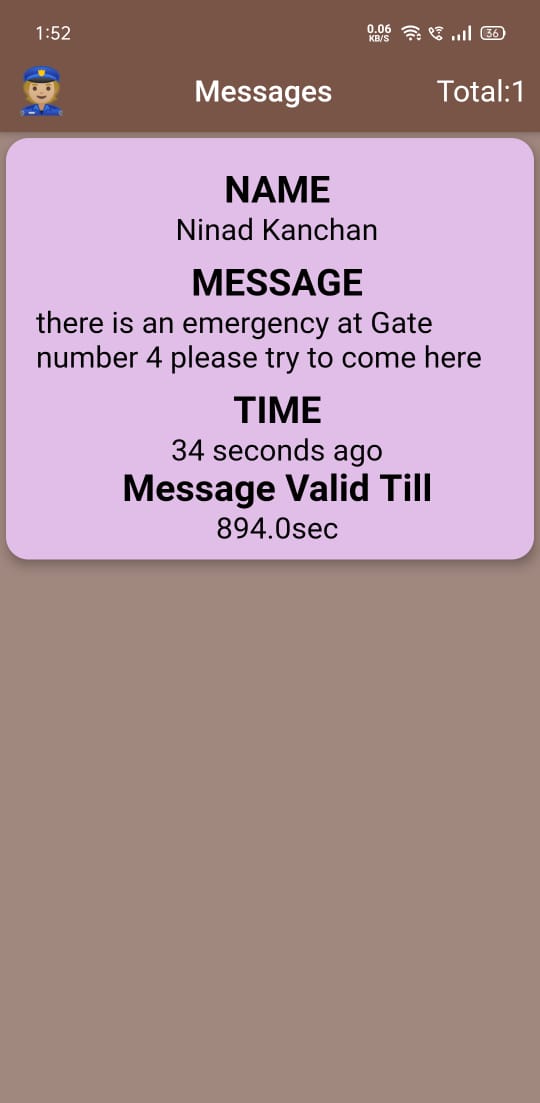 1:52
0.06
KB/S
36
Messages
Total:1
NAME
Ninad Kanchan
MESSAGE
there is an emergency at Gate
number 4 please try to come here
TIME
34 seconds ago
Message Valid Till
894.0sec